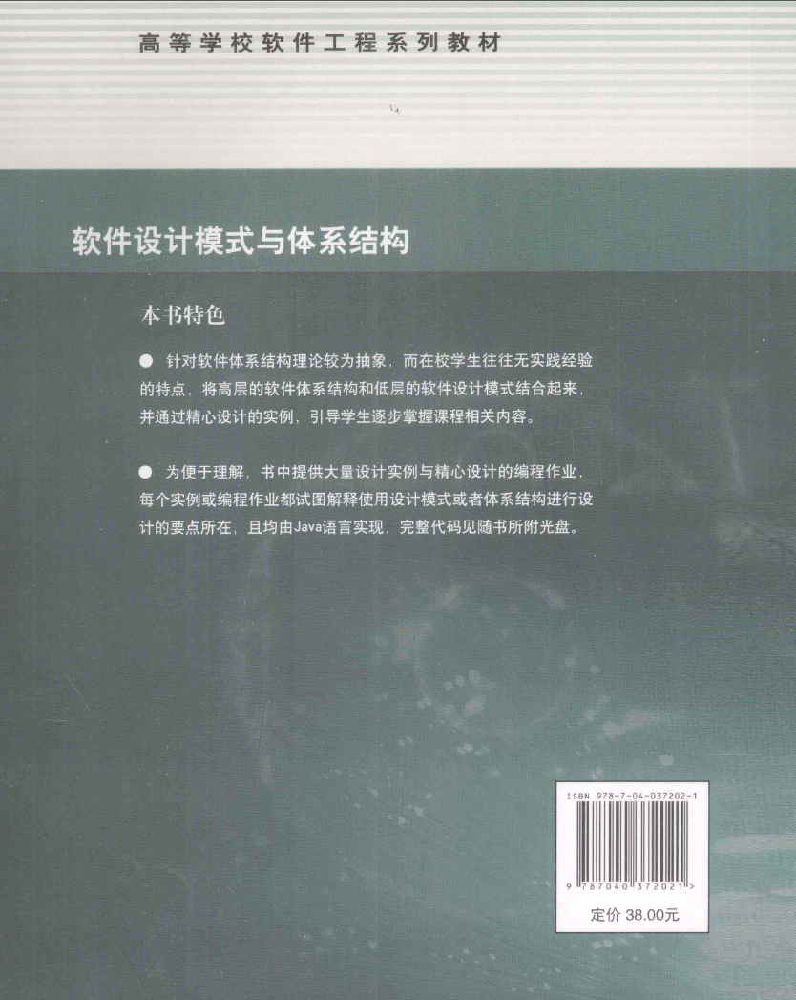 高等学校软件工程系列教材
软件设计模式与体系结构
本书特色
● 针对软件体系结构理论较为抽象，而在校学生往往无实践经验
的特点，将高层的软件体系结构和低层的软件设计模式结合起来，
并通过精心设计的实例，引导学生逐步掌握课程相关内容。
● 为便于理解，书中提供大量设计实例与精心设计的编程作业，
每个实例或编程作业都试图解释使用设计模式或者体系结构进行设
计的要点所在，且均由Java语言实现，完整代码见随书所附光盘。
ISBN 978-7-04-037202-1
9 787040 372021 >
定价 38.00元